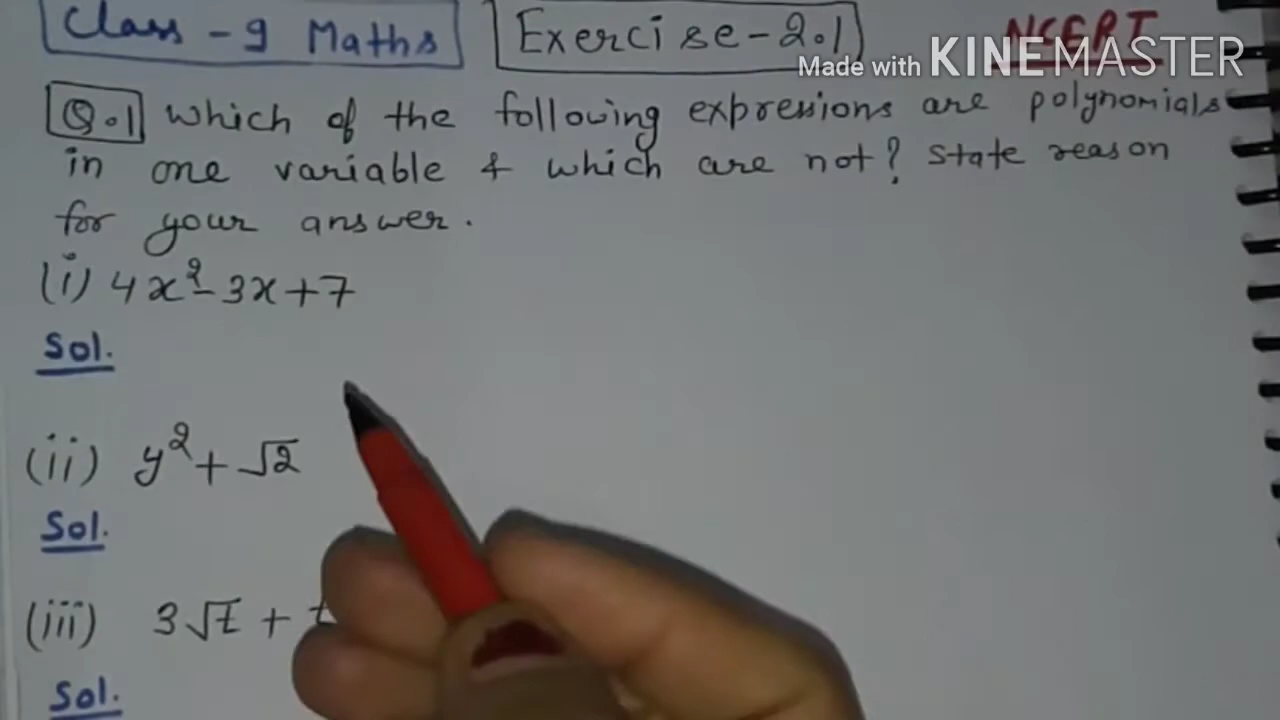 Class - 9 Maths Exercise - 2.1 NCERT
Made with KINEMASTER
Q.1 Which of the following expressions are polynomials
in one variable & which are not? State reason
for your answer.
(i) 4x² - 3x + 7
Sol.
(ii) y² + √2
Sol.
(iii) 3√t + t
Sol.